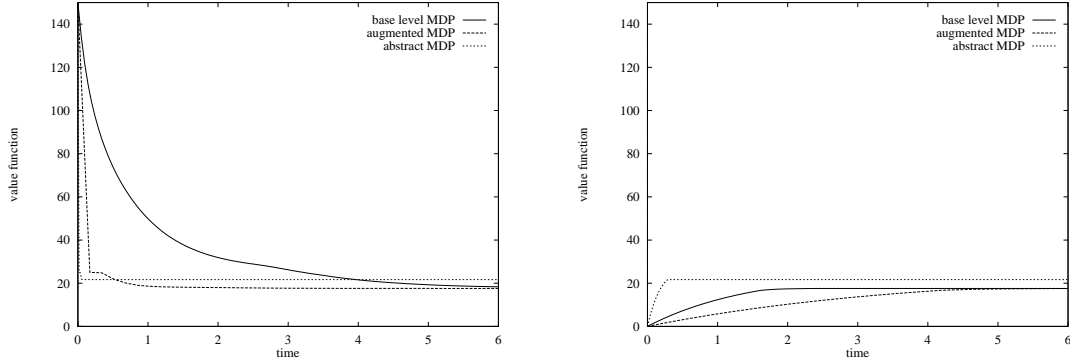 140
120
100
80
60
40
20
0
value function
0 1 2 3 4 5 6
time
base level MDP
augmented MDP
abstract MDP
140
120
100
80
60
40
20
0
value function
0 1 2 3 4 5 6
time
base level MDP
augmented MDP
abstract MDP